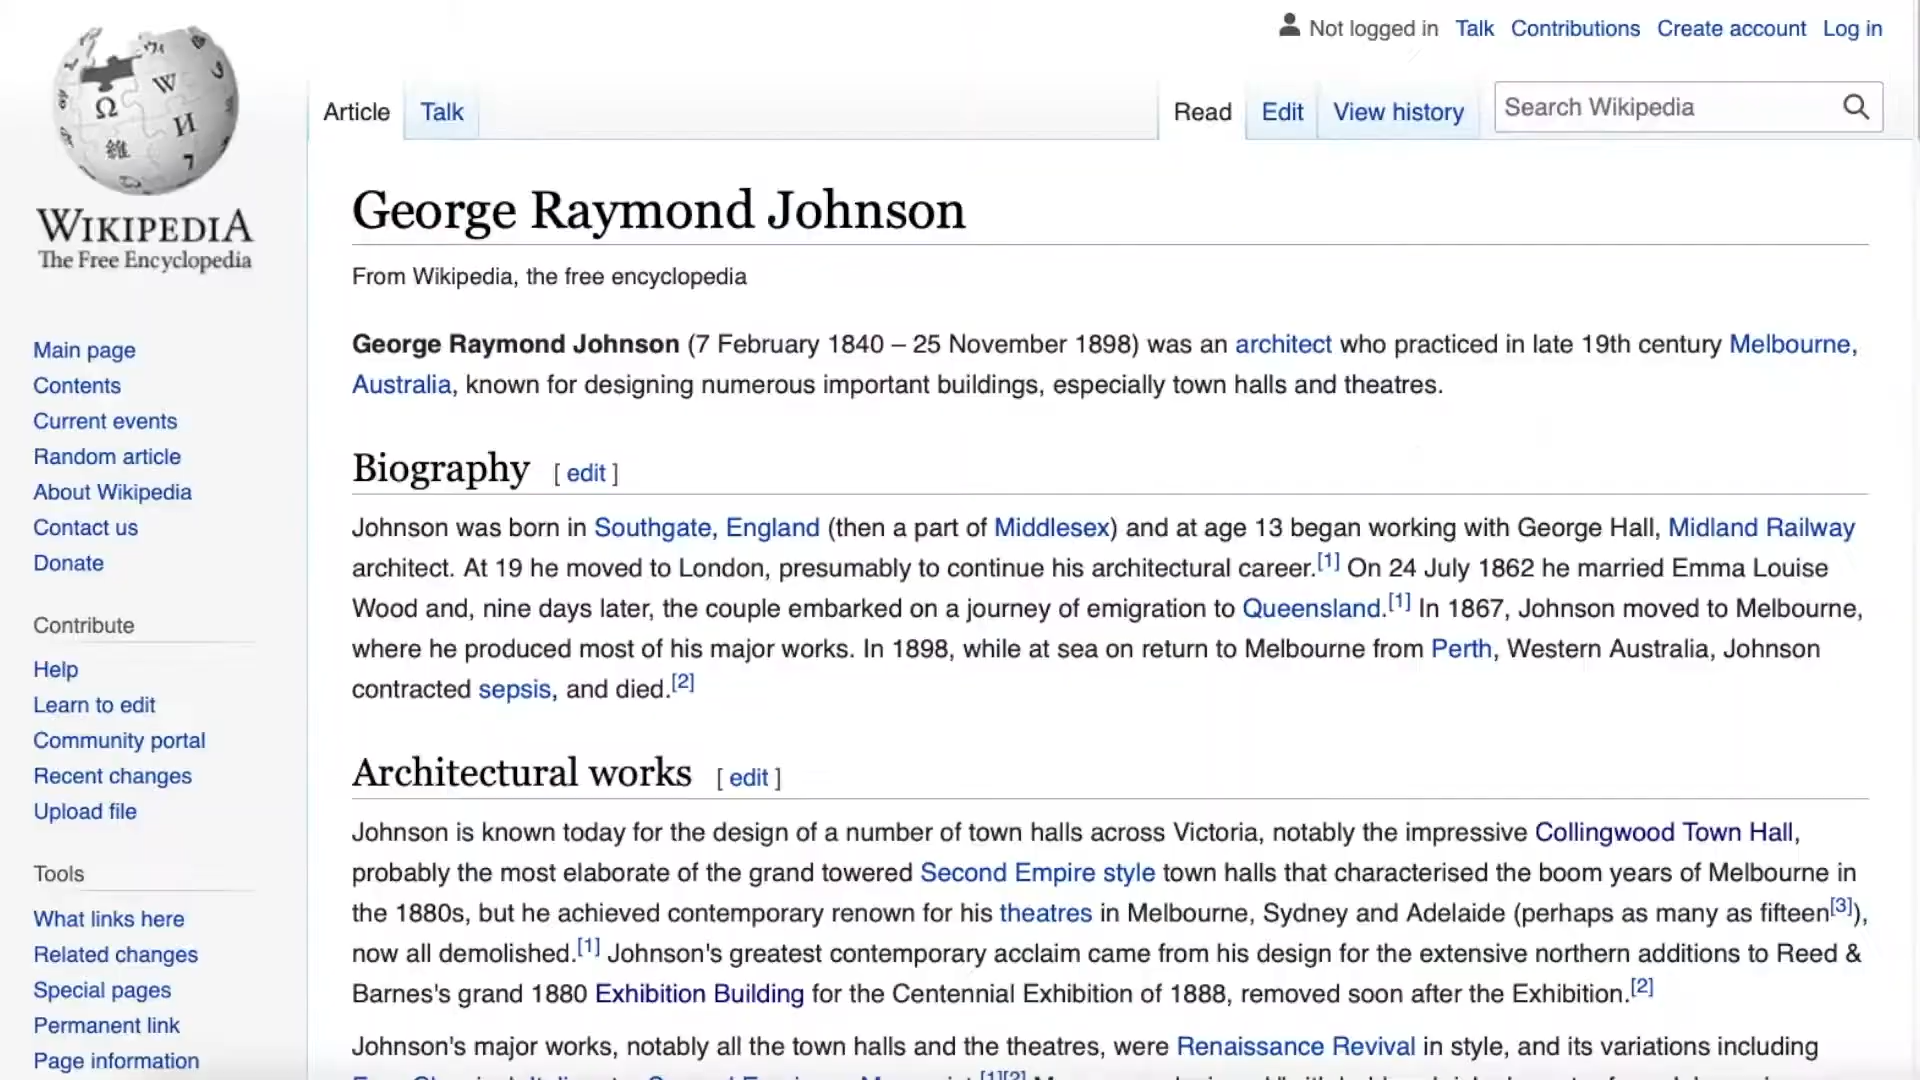 Not logged in Talk Contributions Create account Log in
Article Talk Read Edit View history Search Wikipedia
WIKIPEDIA
The Free Encyclopedia
Main page
Contents
Current events
Random article
About Wikipedia
Contact us
Donate
Contribute
Help
Learn to edit
Community portal
Recent changes
Upload file
Tools
What links here
Related changes
Special pages
Permanent link
Page information
George Raymond Johnson
From Wikipedia, the free encyclopedia
George Raymond Johnson (7 February 1840 – 25 November 1898) was an architect who practiced in late 19th century Melbourne,
Australia, known for designing numerous important buildings, especially town halls and theatres.
Biography [ edit ]
Johnson was born in Southgate, England (then a part of Middlesex) and at age 13 began working with George Hall, Midland Railway
architect. At 19 he moved to London, presumably to continue his architectural career.[1] On 24 July 1862 he married Emma Louise
Wood and, nine days later, the couple embarked on a journey of emigration to Queensland.[1] In 1867, Johnson moved to Melbourne,
where he produced most of his major works. In 1898, while at sea on return to Melbourne from Perth, Western Australia, Johnson
contracted sepsis, and died.[2]
Architectural works [ edit ]
Johnson is known today for the design of a number of town halls across Victoria, notably the impressive Collingwood Town Hall,
probably the most elaborate of the grand towered Second Empire style town halls that characterised the boom years of Melbourne in
the 1880s, but he achieved contemporary renown for his theatres in Melbourne, Sydney and Adelaide (perhaps as many as fifteen[3]),
now all demolished.[1] Johnson's greatest contemporary acclaim came from his design for the extensive northern additions to Reed &
Barnes's grand 1880 Exhibition Building for the Centennial Exhibition of 1888, removed soon after the Exhibition.[2]
Johnson's major works, notably all the town halls and the theatres, were Renaissance Revival in style, and its variations including